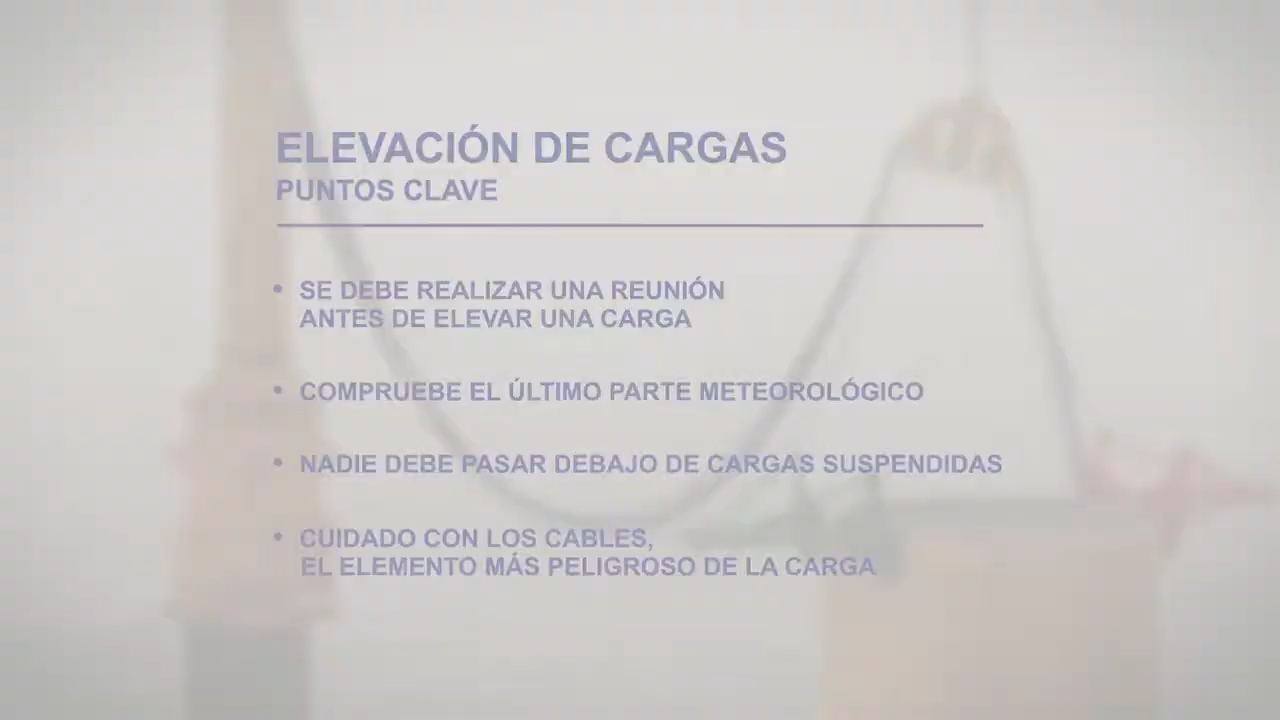 ELEVACIÓN DE CARGAS
PUNTOS CLAVE
• SE DEBE REALIZAR UNA REUNIÓN
ANTES DE ELEVAR UNA CARGA
• COMPRUEBE EL ÚLTIMO PARTE METEOROLÓGICO
• NADIE DEBE PASAR DEBAJO DE CARGAS SUSPENDIDAS
• CUIDADO CON LOS CABLES,
EL ELEMENTO MÁS PELIGROSO DE LA CARGA